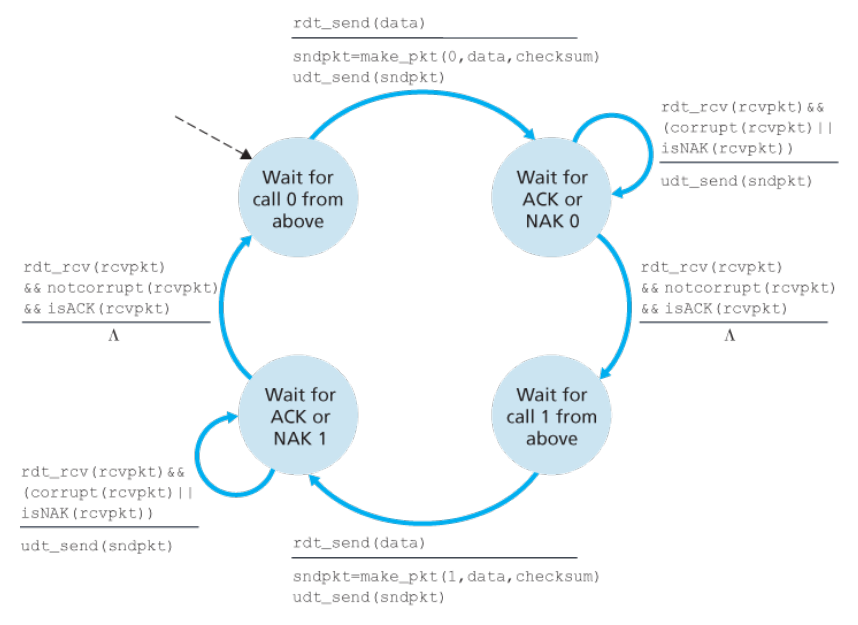 rdt_send(data)
sndpkt=make_pkt(0,data,checksum)
udt_send(sndpkt)
rdt_rcv(rcvpkt)&&
(corrupt(rcvpkt)||
isNAK(rcvpkt))
udt_send(sndpkt)
Wait for
call 0 from
above
Wait for
ACK or
NAK 0
rdt_rcv(rcvpkt)
&& notcorrupt(rcvpkt)
&& isACK(rcvpkt)
Λ
rdt_rcv(rcvpkt)
&& notcorrupt(rcvpkt)
&& isACK(rcvpkt)
Λ
Wait for
ACK or
NAK 1
Wait for
call 1 from
above
rdt_rcv(rcvpkt)&&
(corrupt(rcvpkt)||
isNAK(rcvpkt))
udt_send(sndpkt)
rdt_send(data)
sndpkt=make_pkt(1,data,checksum)
udt_send(sndpkt)